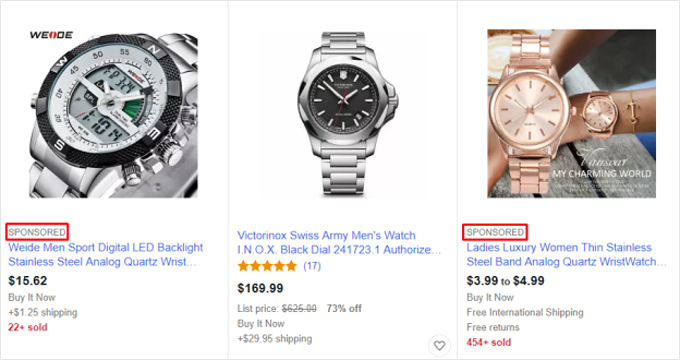 WEIDE
SPONSORED
Weide Men Sport Digital LED Backlight
Stainless Steel Analog Quartz Wrist...
$15.62
Buy It Now
+$1.25 shipping
22+ sold
Victorinox Swiss Army Men's Watch
I.N.O.X. Black Dial 241723.1 Authorize...
(17)
$169.99
List price: $625.00 73% off
Buy It Now
+$29.95 shipping
Vansvar
MY CHARMING WORLD
SPONSORED
Ladies Luxury Women Thin Stainless
Steel Band Analog Quartz WristWatch...
$3.99 to $4.99
Buy It Now
Free International Shipping
Free returns
454+ sold